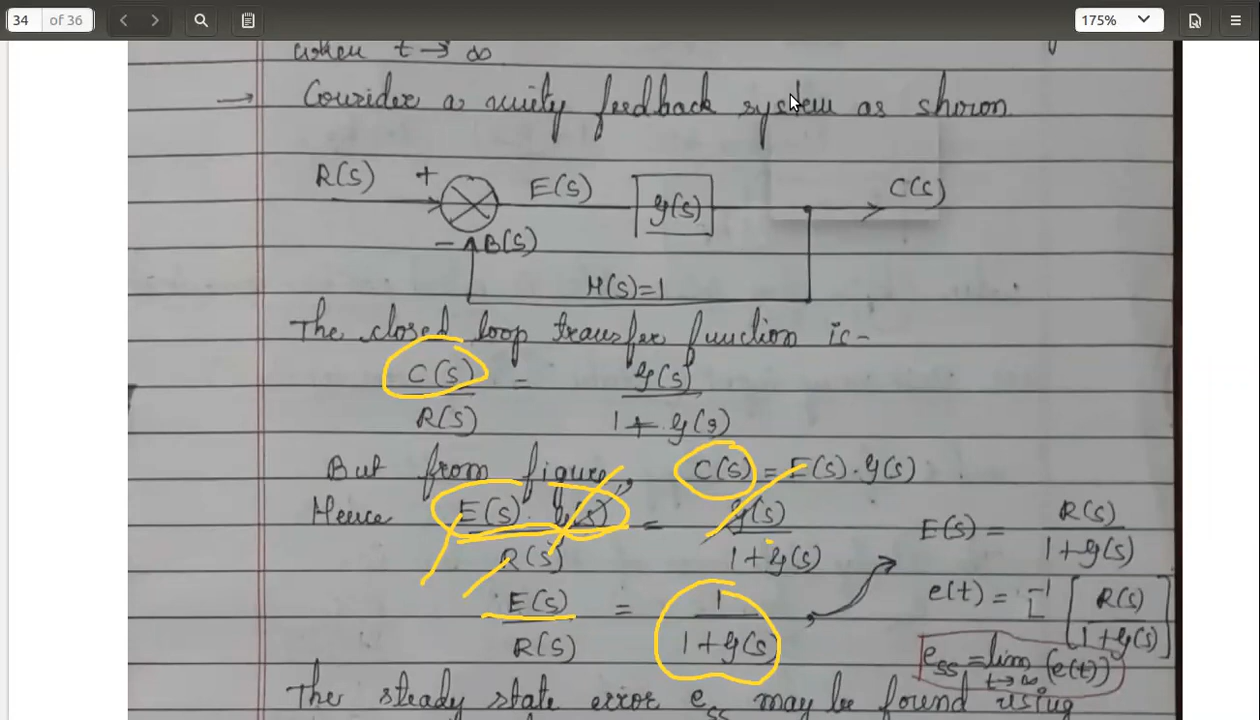 34 of 36
175%
when t → ∞
→ Consider a unity feedback system as shown
R(S) + E(S) G(S) C(S)
- B(S)
H(S)=1
The closed loop transfer function is-
C(S)/R(S) = G(S)/1+G(S)
But from figure, C(S) = E(S)·G(S)
Hence E(S)·G(S)/R(S) = G(S)/1+G(S)
E(S)/R(S) = 1/1+G(S)
E(S) = R(S)/1+G(S)
e(t) = L⁻¹ [R(S)/1+G(S)]
ess = lim t→∞ (e(t))
The steady state error ess may be found using